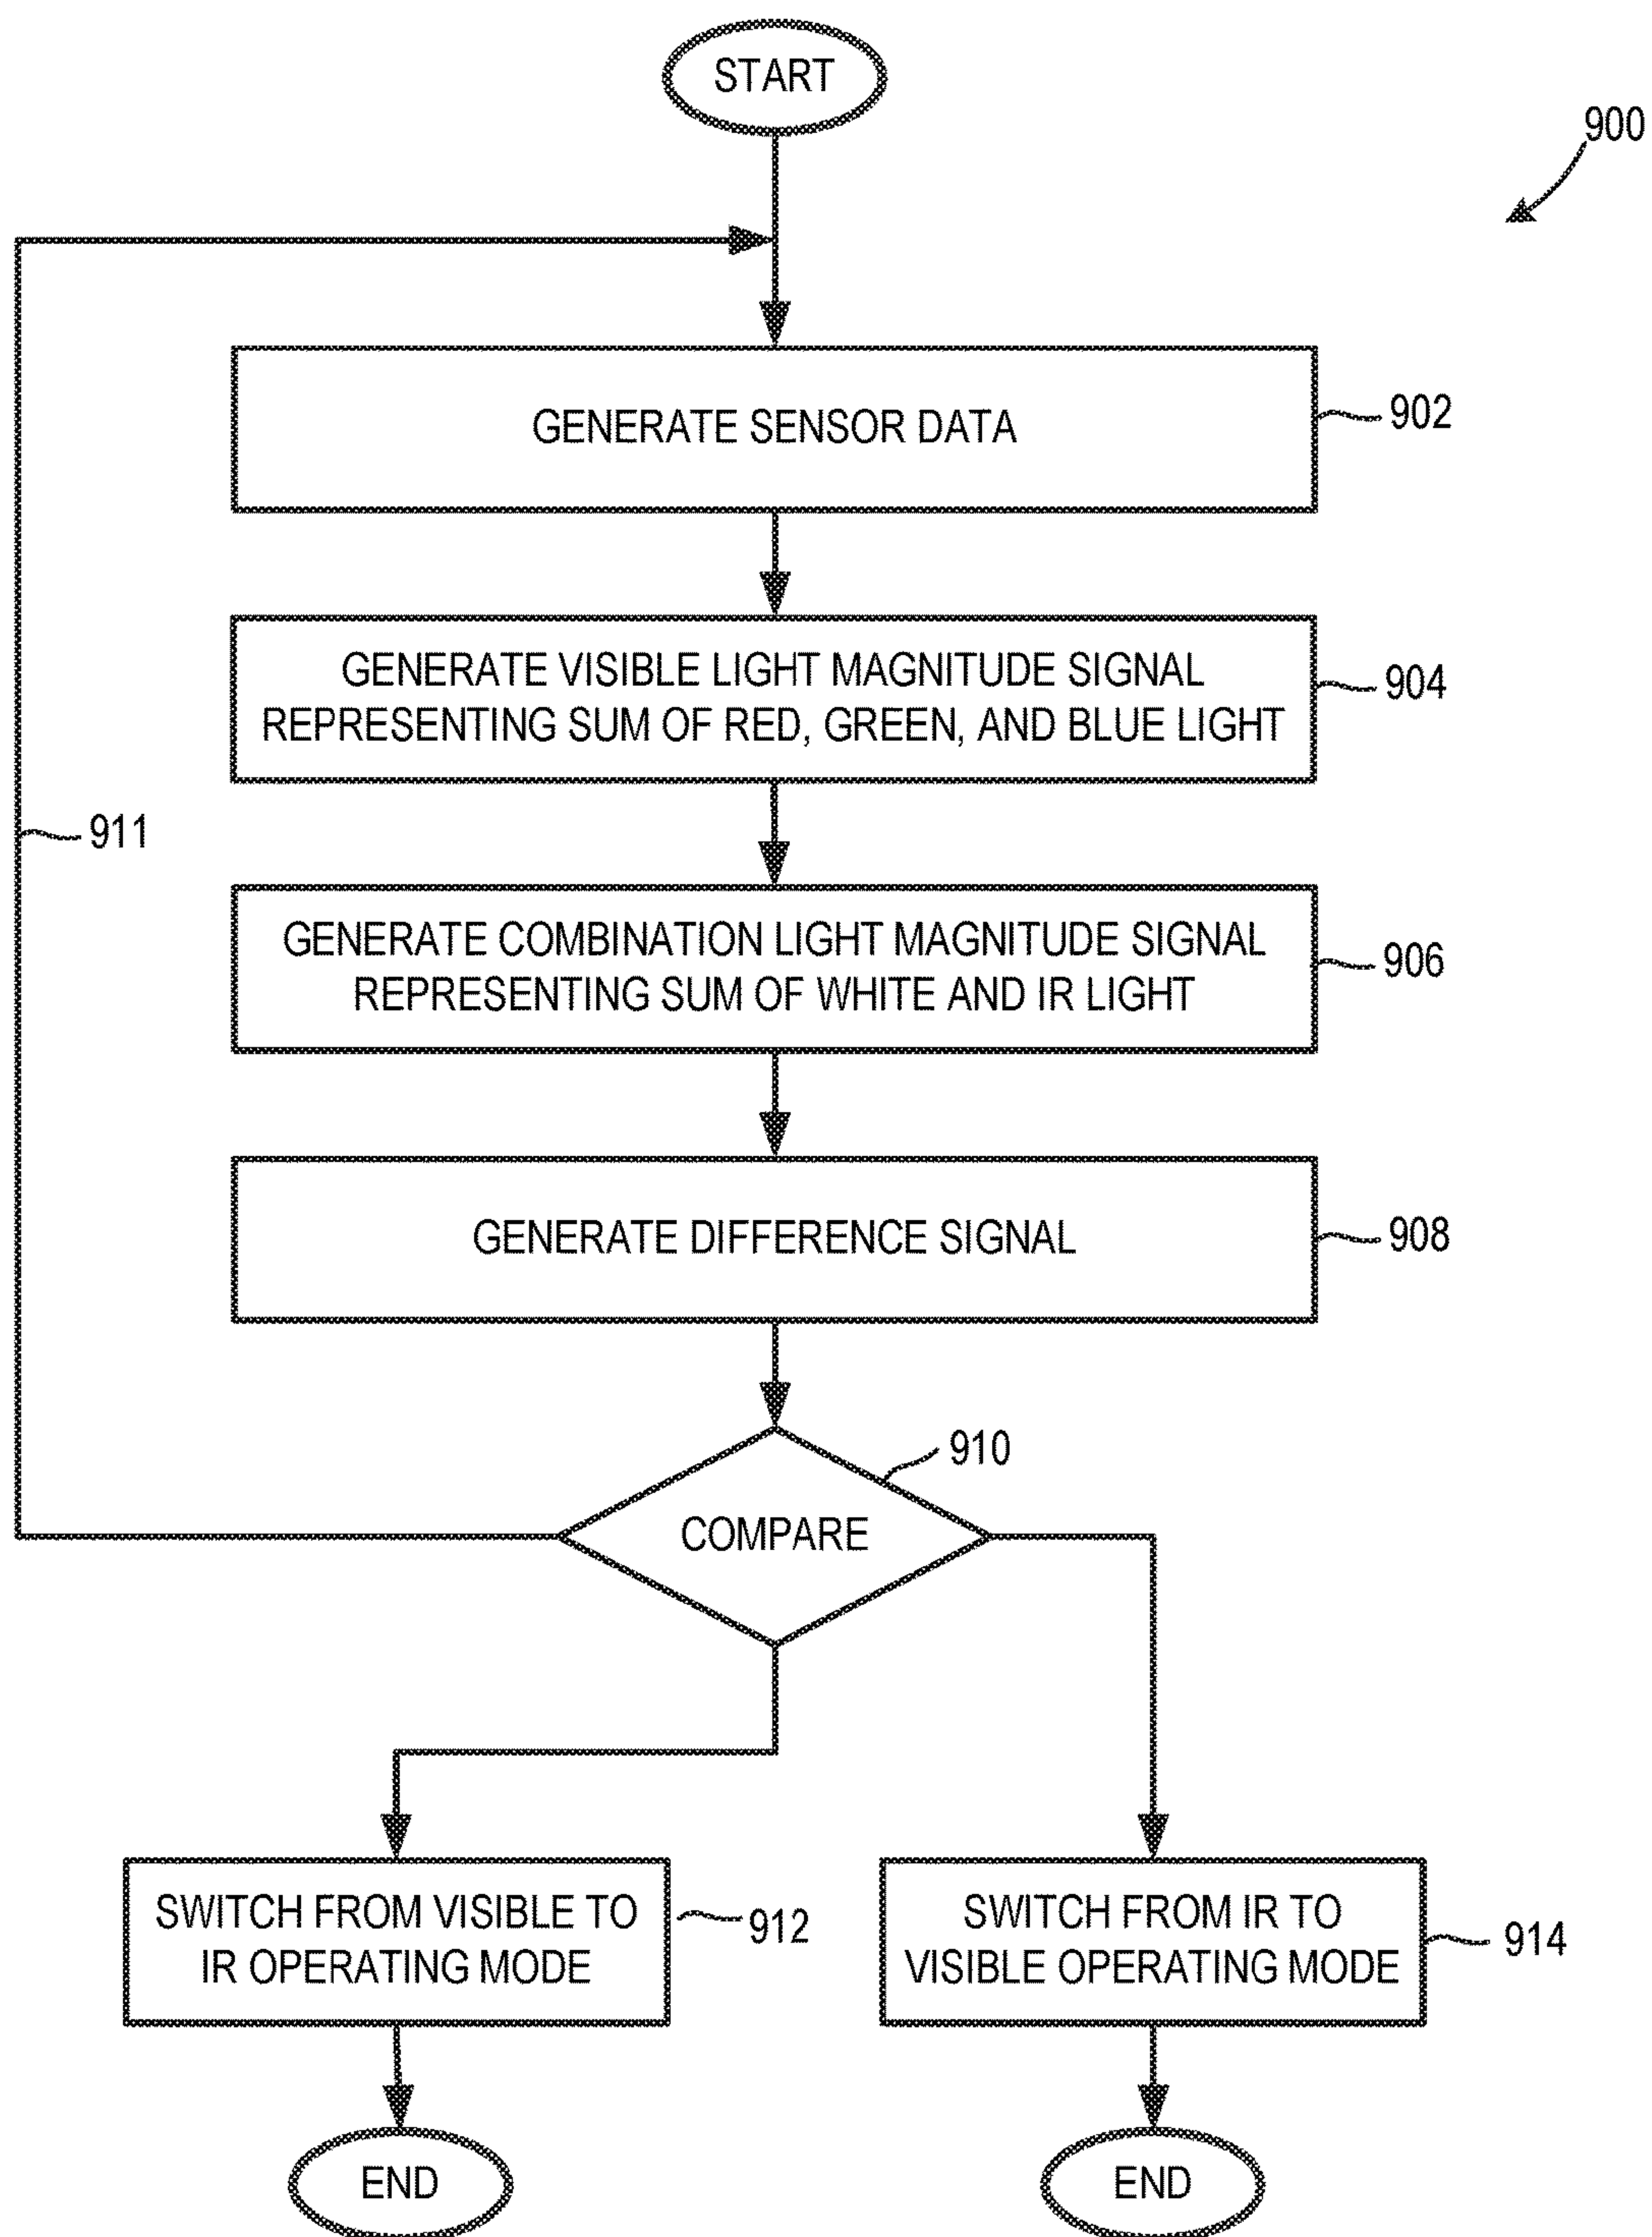 START
900
GENERATE SENSOR DATA
902
GENERATE VISIBLE LIGHT MAGNITUDE SIGNAL
REPRESENTING SUM OF RED, GREEN, AND BLUE LIGHT
904
911
GENERATE COMBINATION LIGHT MAGNITUDE SIGNAL
REPRESENTING SUM OF WHITE AND IR LIGHT
906
GENERATE DIFFERENCE SIGNAL
908
910
COMPARE
SWITCH FROM VISIBLE TO
IR OPERATING MODE
912
SWITCH FROM IR TO
VISIBLE OPERATING MODE
914
END
END